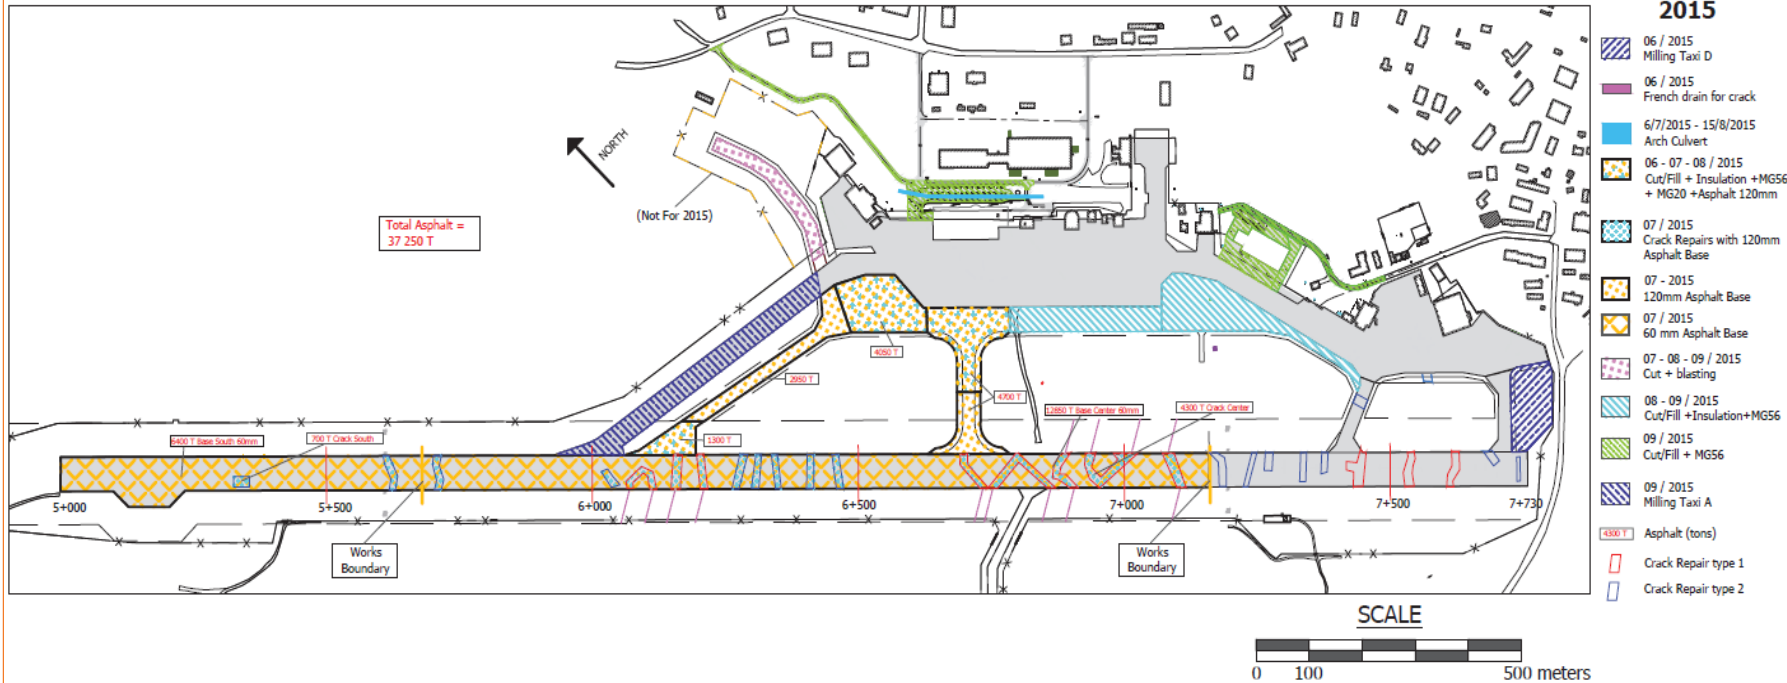 2015
06 / 2015
Milling Taxi D
06 / 2015
French drain for crack
6/7/2015 - 15/8/2015
Arch Culvert
06 - 07 - 08 / 2015
Cut/Fill + Insulation +MG56
+ MG20 +Asphalt 120mm
07 / 2015
Crack Repairs with 120mm
Asphalt Base
07 - 2015
120mm Asphalt Base
07 / 2015
60 mm Asphalt Base
07 - 08 - 09 / 2015
Cut + blasting
08 - 09 / 2015
Cut/Fill +Insulation+MG56
09 / 2015
Cut/Fill + MG56
09 / 2015
Milling Taxi A
4300 T
Asphalt (tons)
Crack Repair type 1
Crack Repair type 2
NORTH
(Not For 2015)
Total Asphalt =
37 250 T
4050 T
2950 T
4700 T
12850 T Base Center 60mm
4300 T Crack Center
6400 T Base South 60mm
700 T Crack South
1300 T
5+000
5+500
6+000
6+500
7+000
7+500
7+730
Works
Boundary
Works
Boundary
SCALE
0
100
500 meters